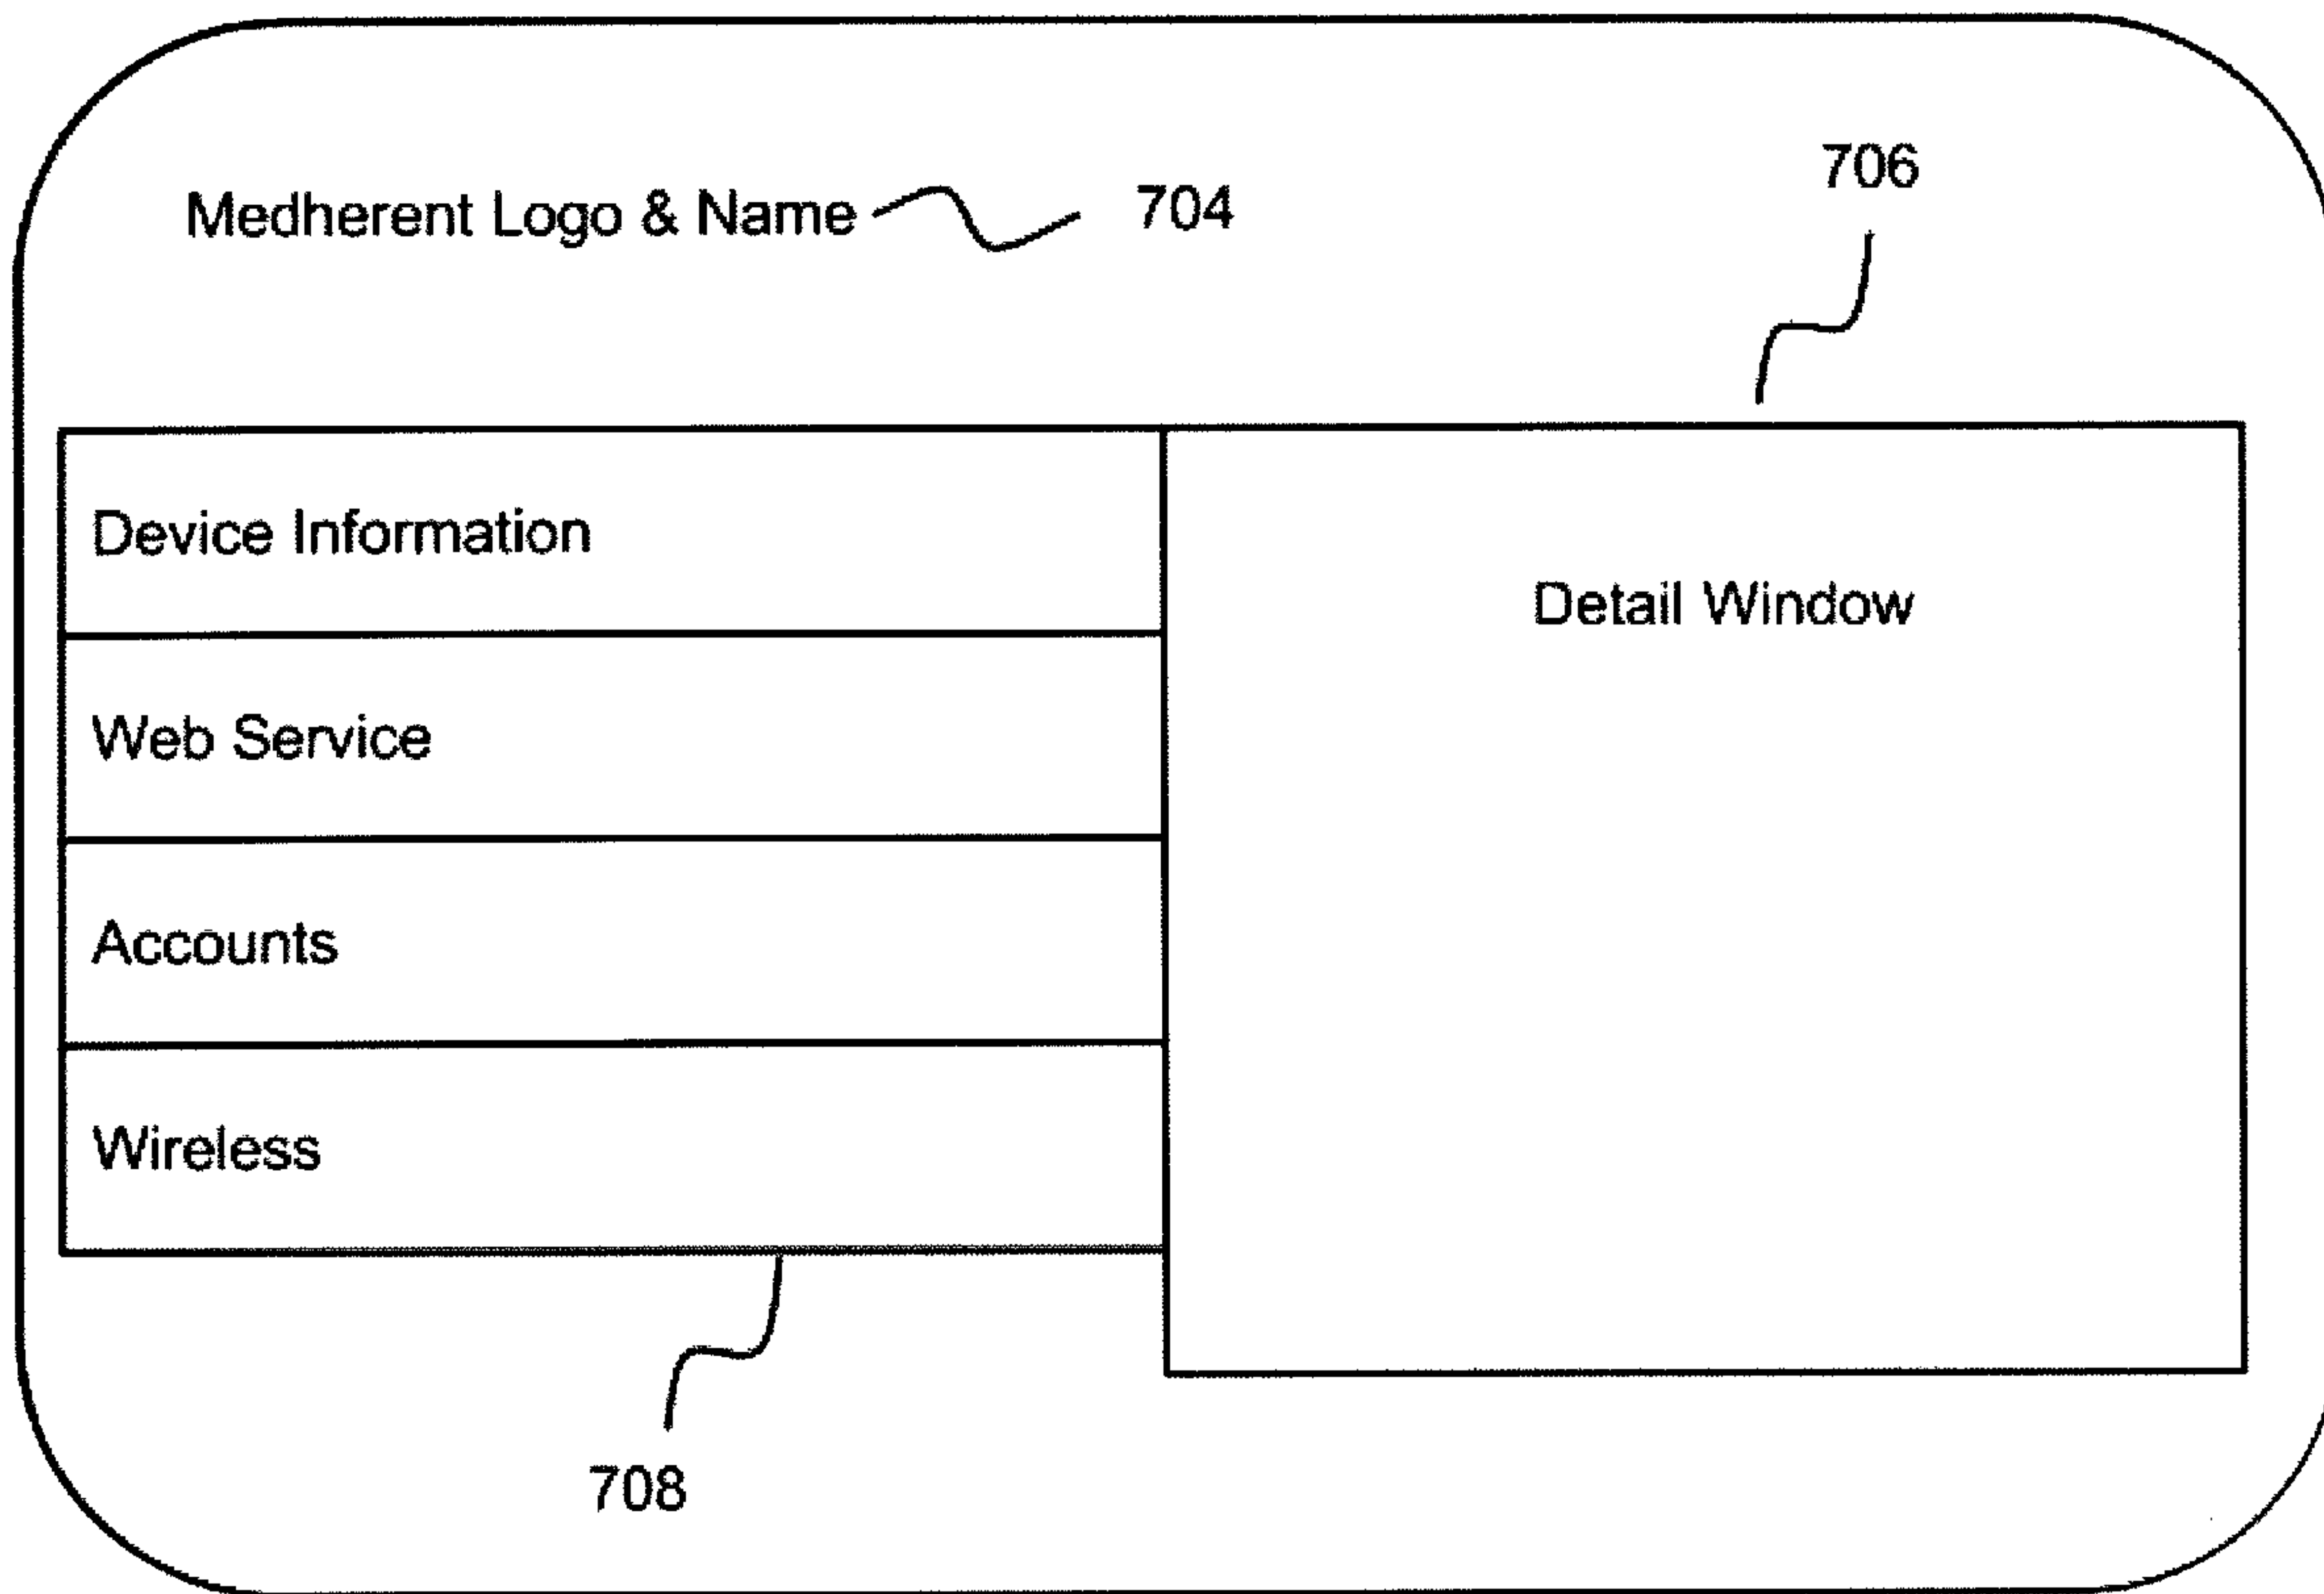 706
Medherent Logo & Name 704
Device Information
Detail Window
Web Service
Accounts
Wireless
708